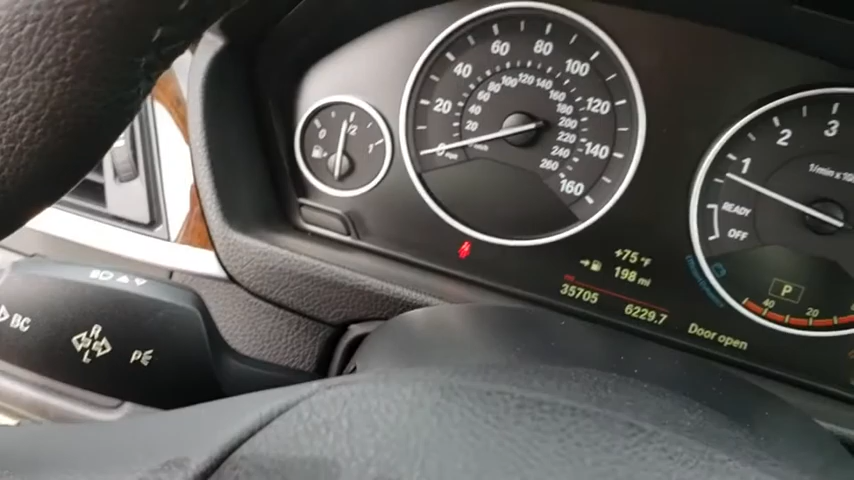 0 1/2 1
0 20 40 60 80 100 120 140 160
mph
20 40 60 80 100 120 140 160 180 200 220 240 260
km/h
+75 °F
198 mi
35705 6229.7
1 2 3
1/min x 10
READY
OFF
P
40 20
Door open
BC
R
L
P